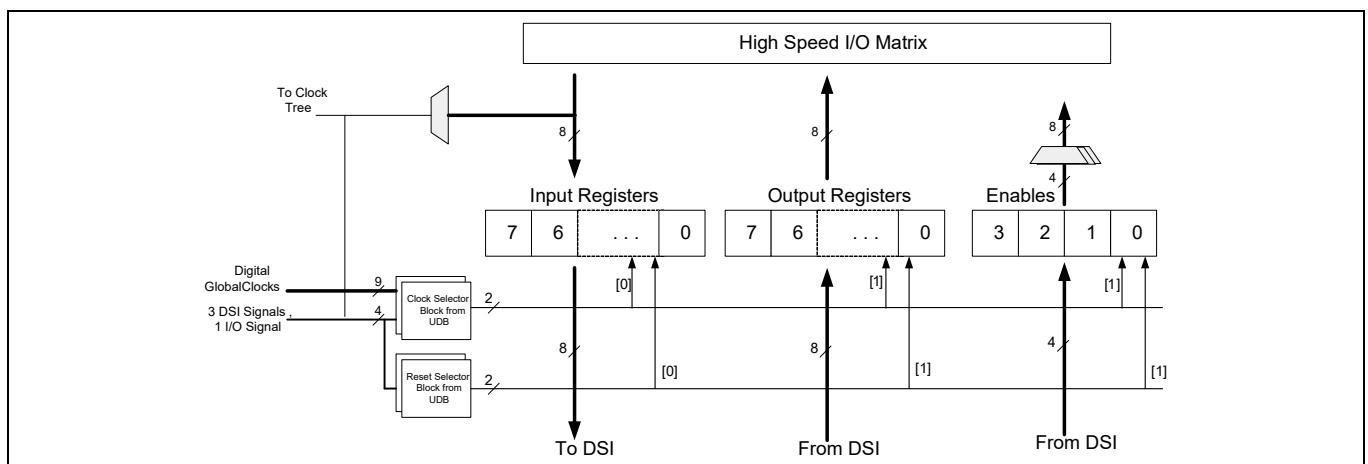 High Speed I/O Matrix
To Clock
Tree
8
8
8
4
Input Registers
Output Registers
Enables
7 6 . . . 0
7 6 . . . 0
3 2 1 0
Digital
GlobalClocks
9
3 DSI Signals ,
1 I/O Signal
4
Clock Selector
Block from
UDB
2
[0]
[1]
[1]
8
8
4
Reset Selector
Block from
UDB
2
[0]
[1]
[1]
To DSI
From DSI
From DSI